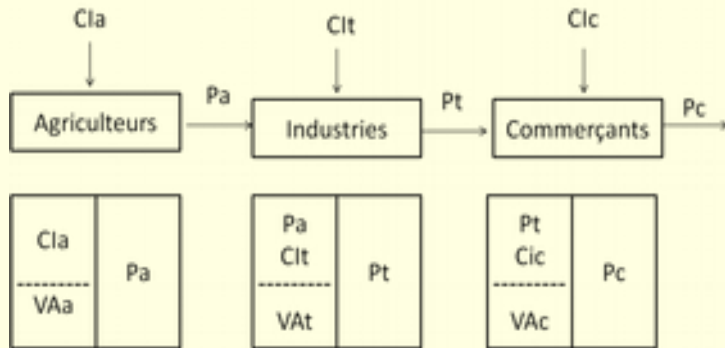 CIa
CIt
CIc
Agriculteurs
Pa
Industries
Pt
Commerçants
Pc
CIa
VAa
Pa
Pa
CIt
VAt
Pt
Pt
Cic
VAc
Pc